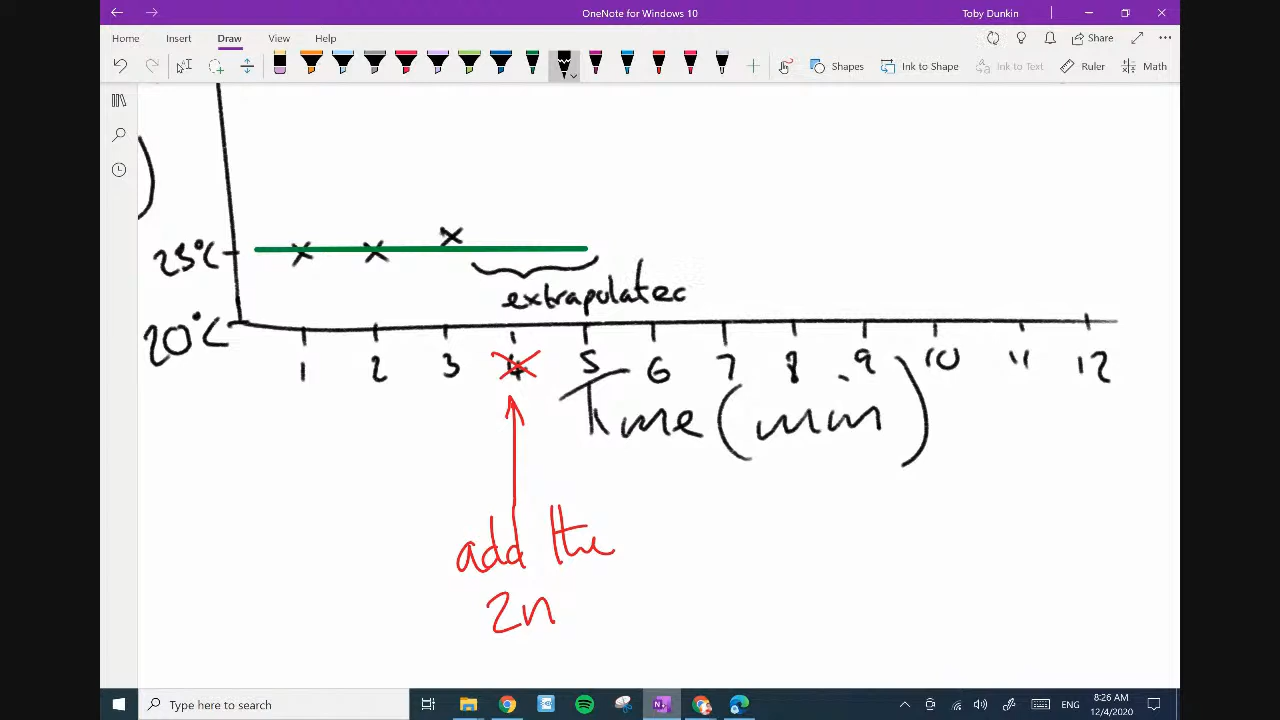 OneNote for Windows 10
Toby Dunkin
Home Insert Draw View Help
Share
Shapes
Ink to Shape
Ink to Text
Ruler
Math
25°C
20°C
extrapolatec
1 2 3 4 5 6 7 8 9 10 11 12
Time (min)
add the
2n
Type here to search
ENG
8:26 AM
12/4/2020